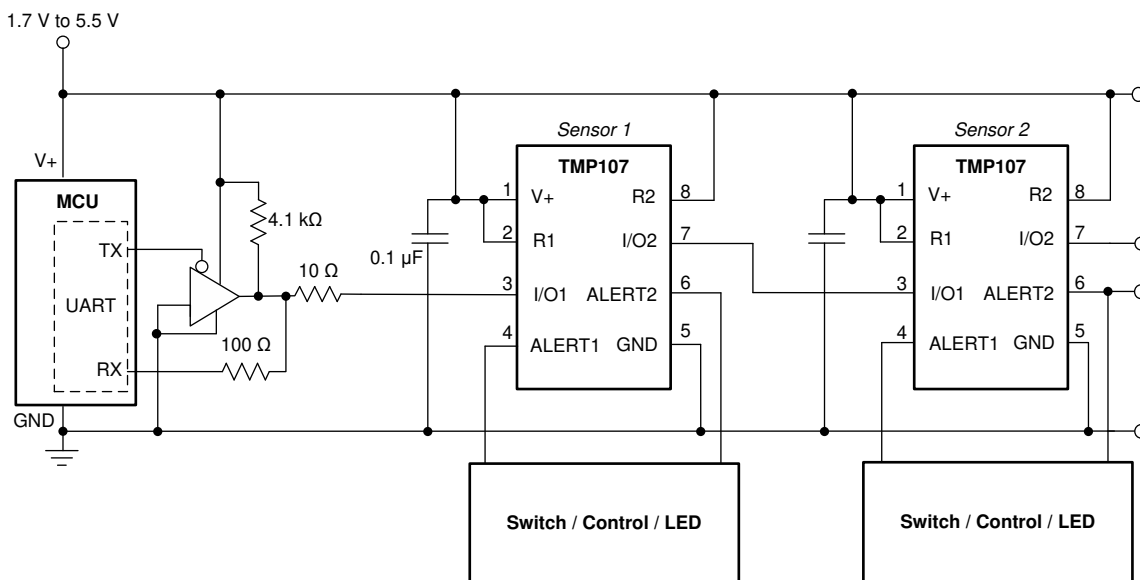 1.7 V to 5.5 V
V+
MCU
TX
UART
RX
GND
4.1 kΩ
10 Ω
100 Ω
0.1 µF
Sensor 1
TMP107
1
V+
R2
8
2
R1
I/O2
7
3
I/O1
ALERT2
6
4
ALERT1
GND
5
Switch / Control / LED
Sensor 2
TMP107
1
V+
R2
8
2
R1
I/O2
7
3
I/O1
ALERT2
6
4
ALERT1
GND
5
Switch / Control / LED